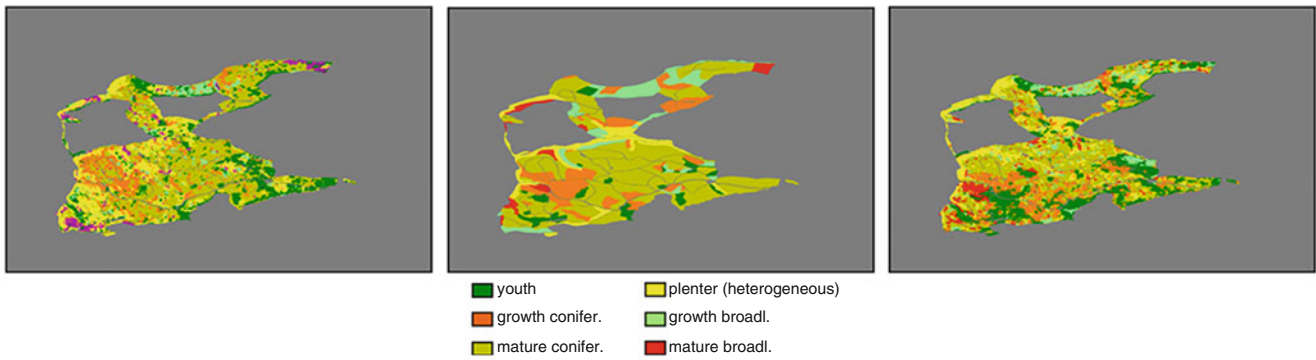 youth
plenter (heterogeneous)
growth conifer.
growth broadl.
mature conifer.
mature broadl.